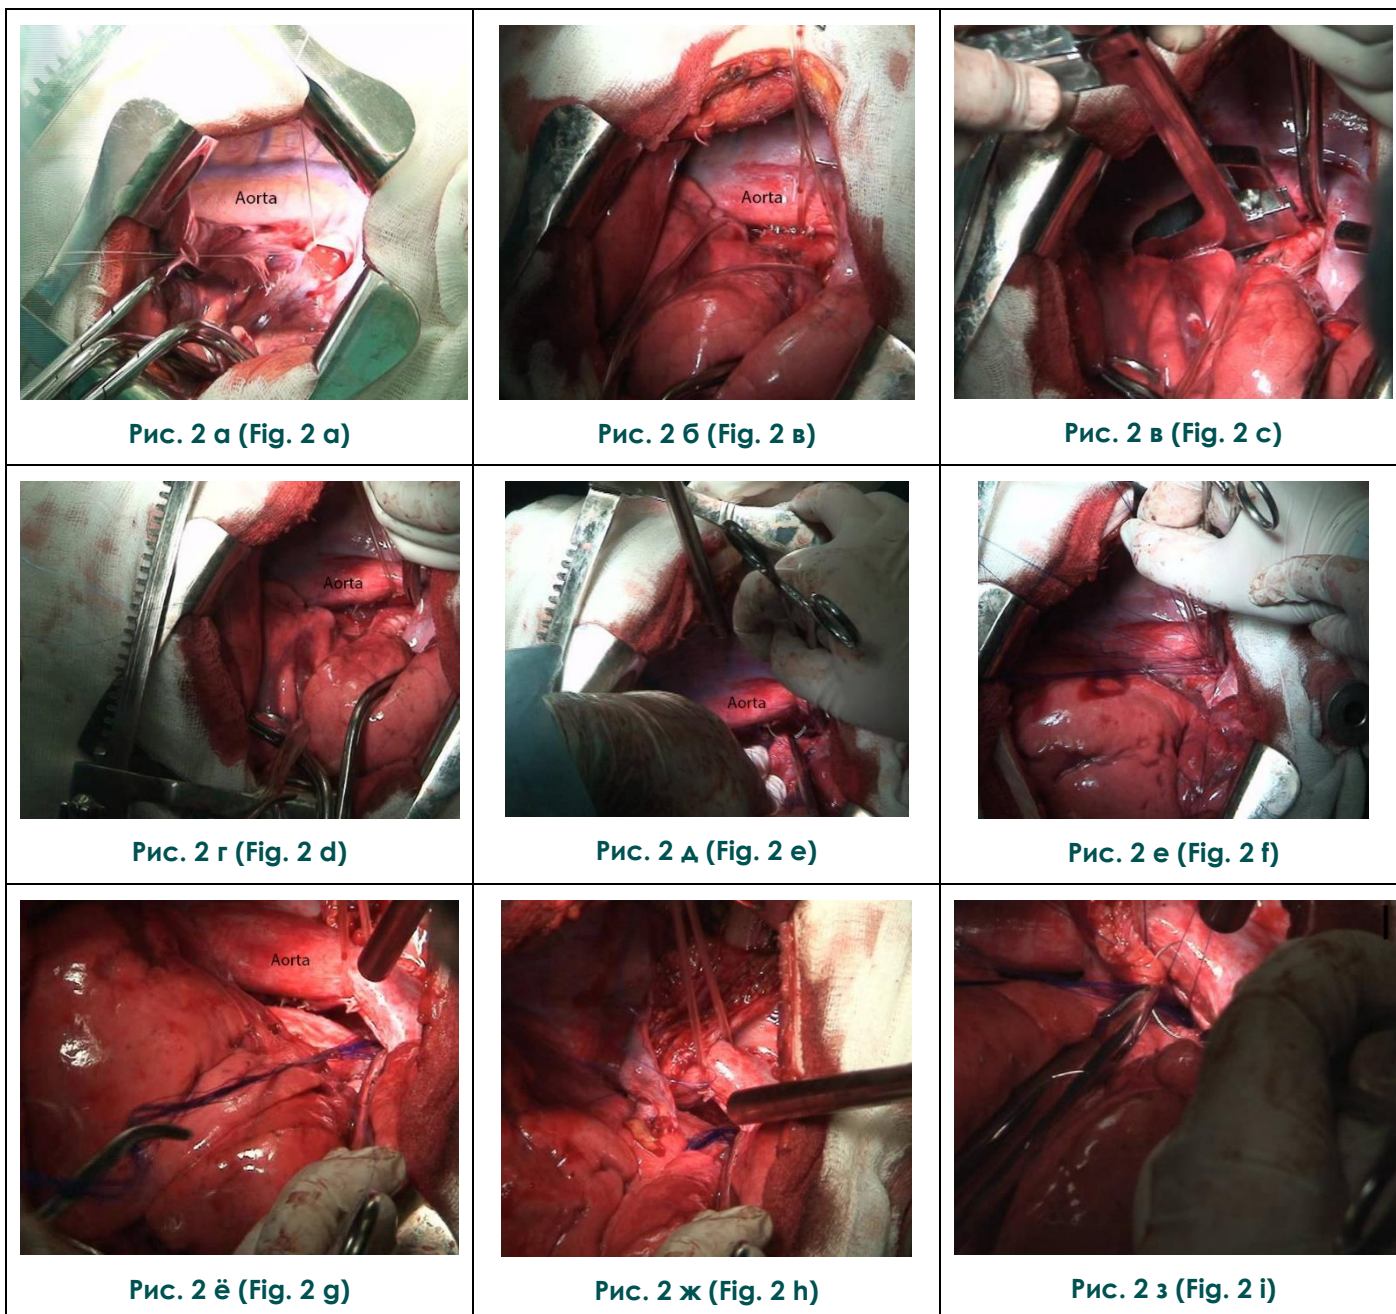 Aorta
Aorta
Рис. 2 а (Fig. 2 a)
Рис. 2 б (Fig. 2 в)
Рис. 2 в (Fig. 2 c)
Aorta
Aorta
Рис. 2 г (Fig. 2 d)
Рис. 2 д (Fig. 2 e)
Рис. 2 е (Fig. 2 f)
Aorta
Рис. 2 ё (Fig. 2 g)
Рис. 2 ж (Fig. 2 h)
Рис. 2 з (Fig. 2 i)